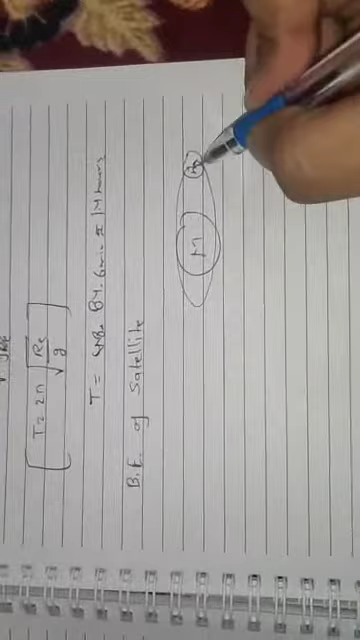 [T = 2π √Re/g]
T = 84.6 min ≈ 1.4 hours
B.E. of Satellite
M
m